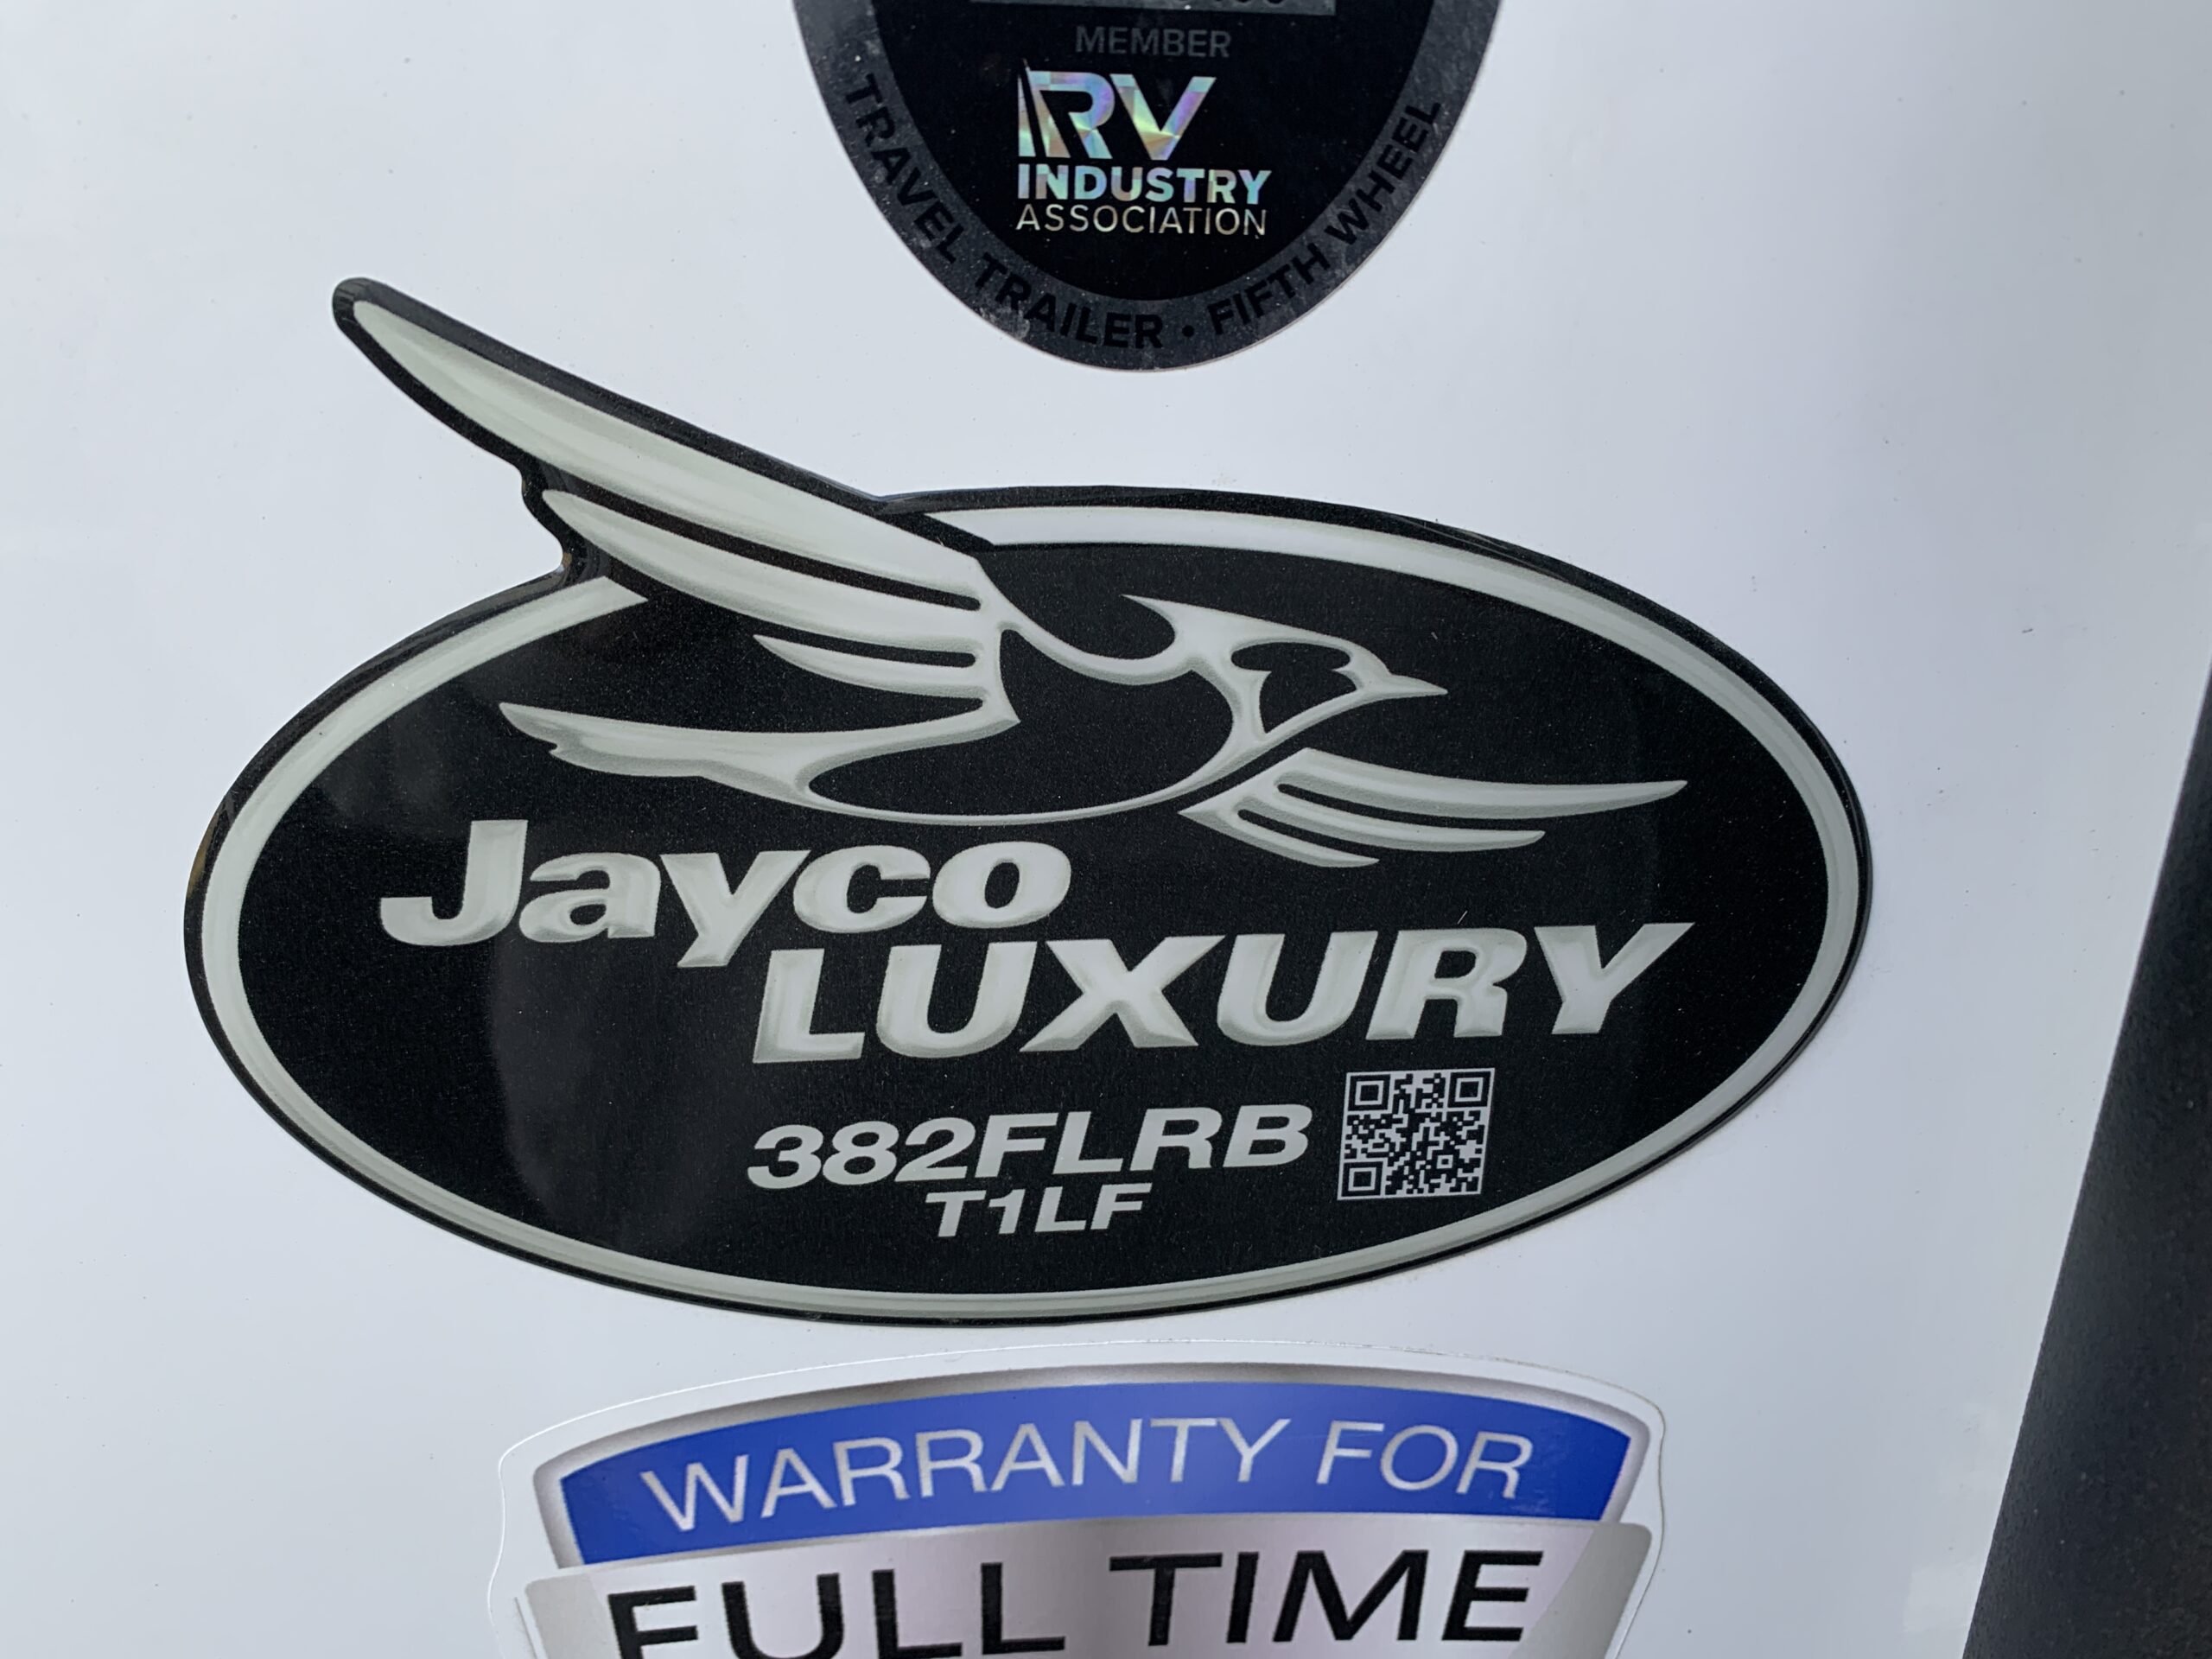 MEMBER
RV
INDUSTRY
ASSOCIATION
TRAVEL TRAILER • FIFTH WHEEL
Jayco
LUXURY
382FLRB
T1LF
WARRANTY FOR
FULL TIME